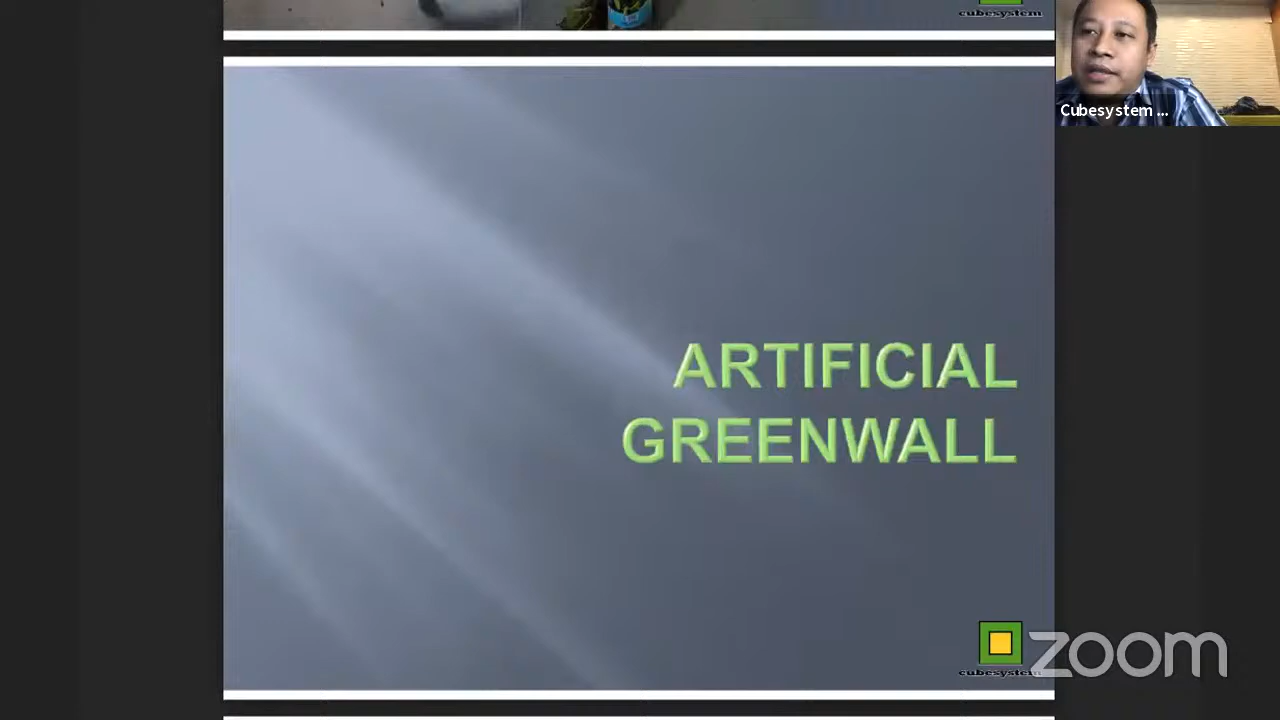 cubesystem
Cubesystem ...
ARTIFICIAL
GREENWALL
zoom
cubesystem